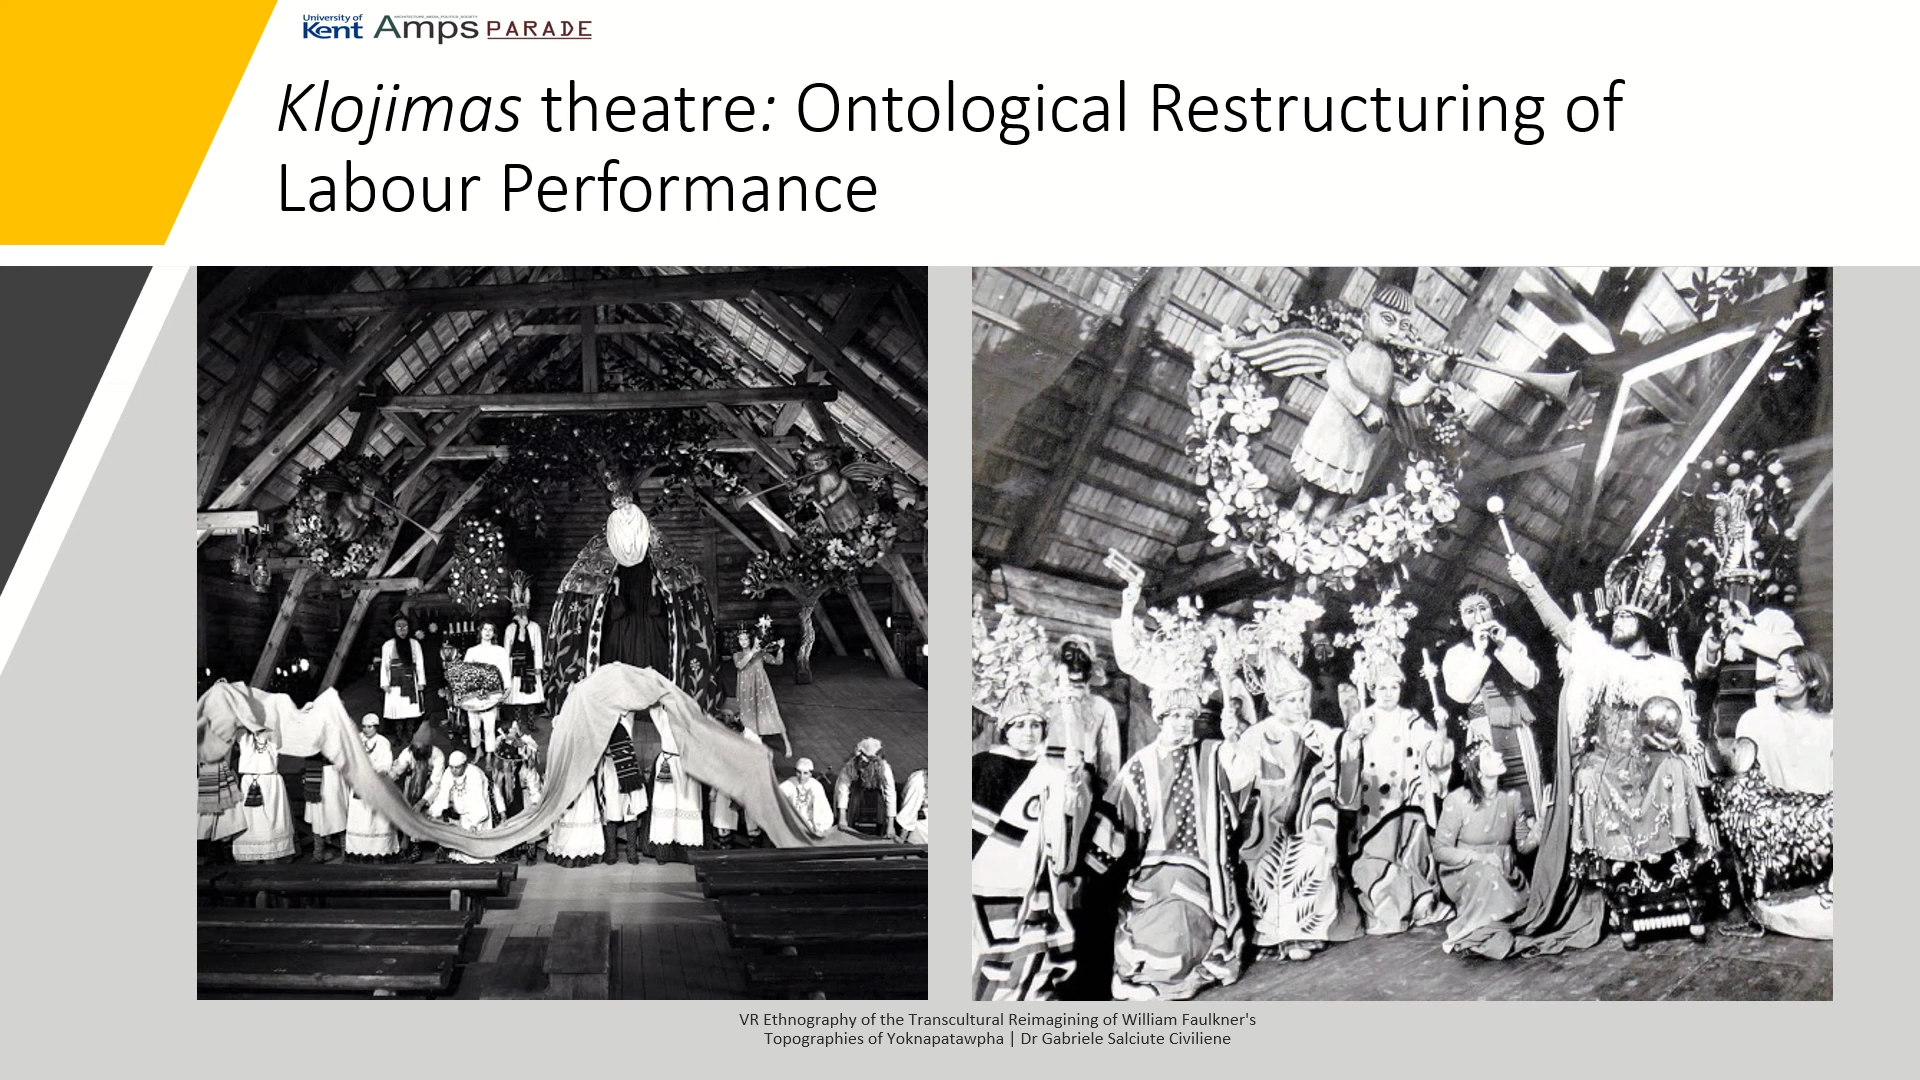 University of
Kent Amps PARADE
ARCHITECTURE_MEDIA_POLITICS_SOCIETY
Klojimas theatre: Ontological Restructuring of
Labour Performance
VR Ethnography of the Transcultural Reimagining of William Faulkner's
Topographies of Yoknapatawpha | Dr Gabriele Salciute Civiliene